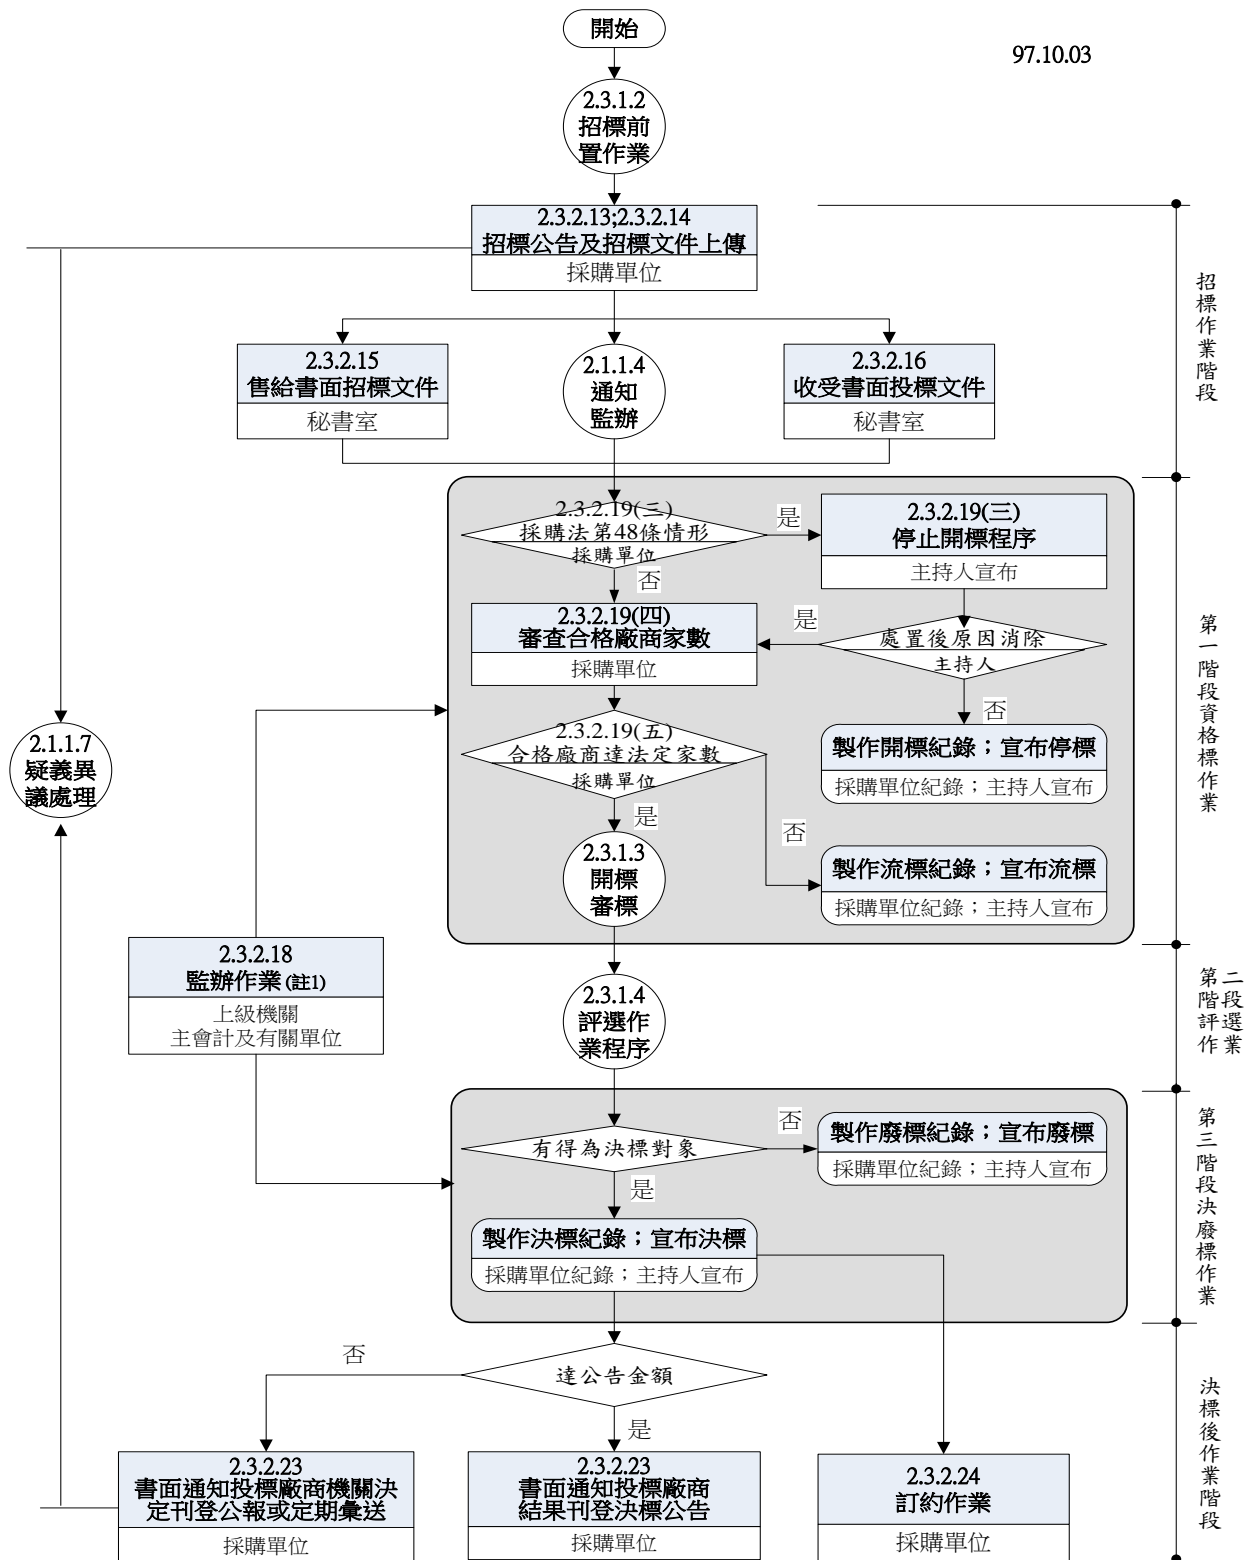 開始
97.10.03
2.3.1.2
招標前
置作業
2.3.2.13;2.3.2.14
招標公告及招標文件上傳
採購單位
招標作業階段
2.3.2.15
售給書面招標文件
秘書室
2.1.1.4
通知
監辦
2.3.2.16
收受書面投標文件
秘書室
2.3.2.19(三)
採購法第48條情形
採購單位
是
否
2.3.2.19(三)
停止開標程序
主持人宣布
2.3.2.19(四)
審查合格廠商家數
採購單位
是
處置後原因消除
主持人
否
第一階段資格標作業
2.3.2.19(五)
合格廠商達法定家數
採購單位
是
否
製作開標紀錄；宣布停標
採購單位紀錄；主持人宣布
2.1.1.7
疑義異
議處理
2.3.1.3
開標
審標
製作流標紀錄；宣布流標
採購單位紀錄；主持人宣布
2.3.2.18
監辦作業(註1)
上級機關
主會計及有關單位
2.3.1.4
評選作
業程序
第二
階段
評選
作業
有得為決標對象
否
是
製作廢標紀錄；宣布廢標
採購單位紀錄；主持人宣布
製作決標紀錄；宣布決標
採購單位紀錄；主持人宣布
第三階段決廢標作業
達公告金額
否
是
2.3.2.23
書面通知投標廠商機關決
定刊登公報或定期彙送
採購單位
2.3.2.23
書面通知投標廠商
結果刊登決標公告
採購單位
2.3.2.24
訂約作業
採購單位
決標後作業階段